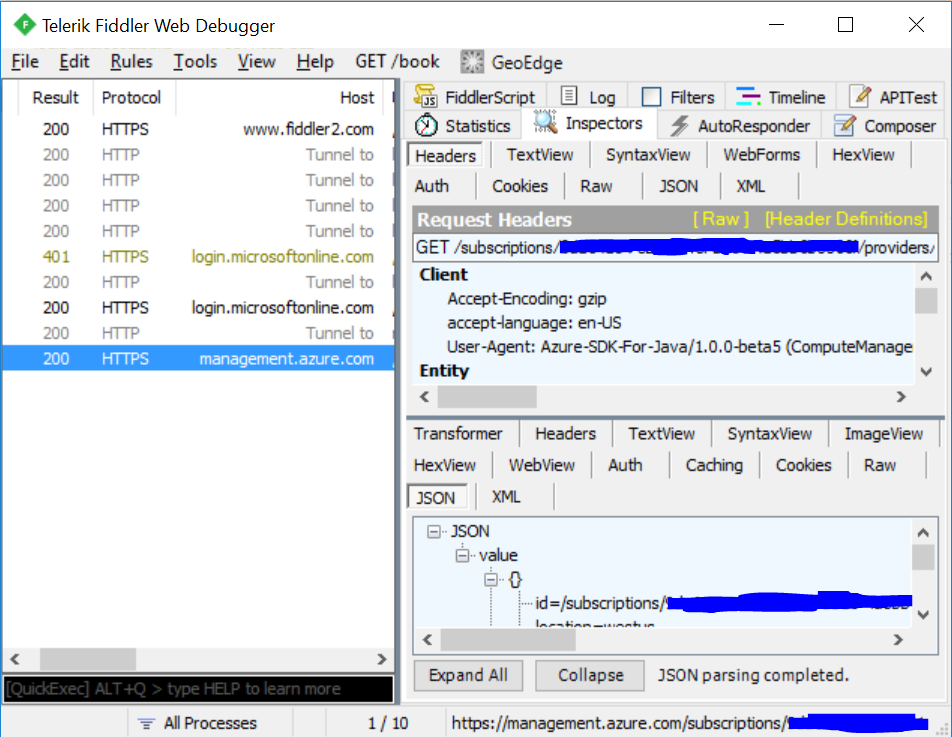 Telerik Fiddler Web Debugger
File Edit Rules Tools View Help GET /book GeoEdge
Result Protocol Host
200 HTTPS www.fiddler2.com
200 HTTP Tunnel to
200 HTTP Tunnel to
200 HTTP Tunnel to
200 HTTP Tunnel to
401 HTTPS login.microsoftonline.com
200 HTTP Tunnel to
200 HTTPS login.microsoftonline.com
200 HTTP Tunnel to
200 HTTPS management.azure.com
[QuickExec] ALT+Q > type HELP to learn more
FiddlerScript Log Filters Timeline APITest
Statistics Inspectors AutoResponder Composer
Headers TextView SyntaxView WebForms HexView
Auth Cookies Raw JSON XML
Request Headers [ Raw ] [Header Definitions]
GET /subscriptions/ /providers/
Client
Accept-Encoding: gzip
accept-language: en-US
User-Agent: Azure-SDK-For-Java/1.0.0-beta5 (ComputeManage
Entity
Transformer Headers TextView SyntaxView ImageView
HexView WebView Auth Caching Cookies Raw
JSON XML
JSON
value
{}
id=/subscriptions/
location=westus
Expand All Collapse JSON parsing completed.
All Processes 1 / 10 https://management.azure.com/subscriptions/